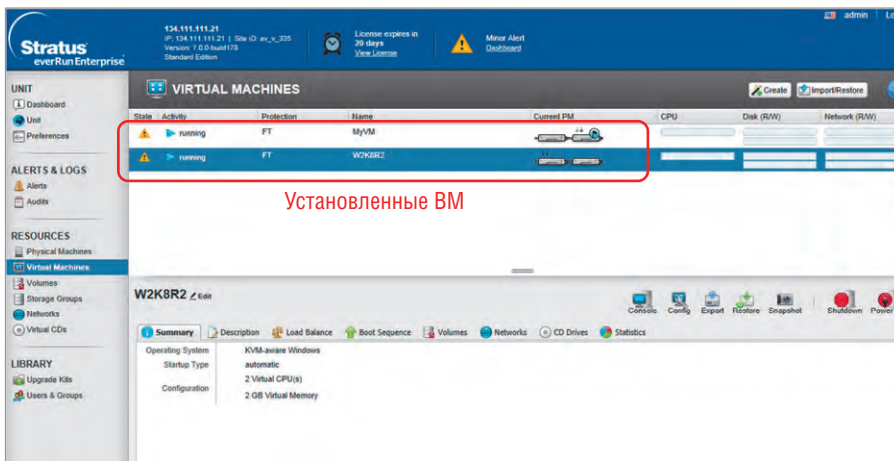 134.111.111.21
IP: 134.111.111.21 | Site ID: av_v_335
Version: 7.0.0-build178
Standard Edition
License expires in
20 days
View License
Minor Alert
Dashboard
admin
Stratus
everRun Enterprise
UNIT
Dashboard
Unit
Preferences
ALERTS & LOGS
Alerts
Audits
RESOURCES
Physical Machines
Virtual Machines
Volumes
Storage Groups
Networks
Virtual CDs
LIBRARY
Upgrade Kits
Users & Groups
VIRTUAL MACHINES
Create Import/Restore
State Activity Protection Name Current PM CPU Disk (R/W) Network (R/W)
running FT MyVM
running FT W2K8R2
Установленные ВМ
W2K8R2 Edit
Console Config Export Restore Snapshot Shutdown Power
Summary Description Load Balance Boot Sequence Volumes Networks CD Drives Statistics
Operating System KVM-aware Windows
Startup Type automatic
Configuration 2 Virtual CPU(s)
2 GB Virtual Memory